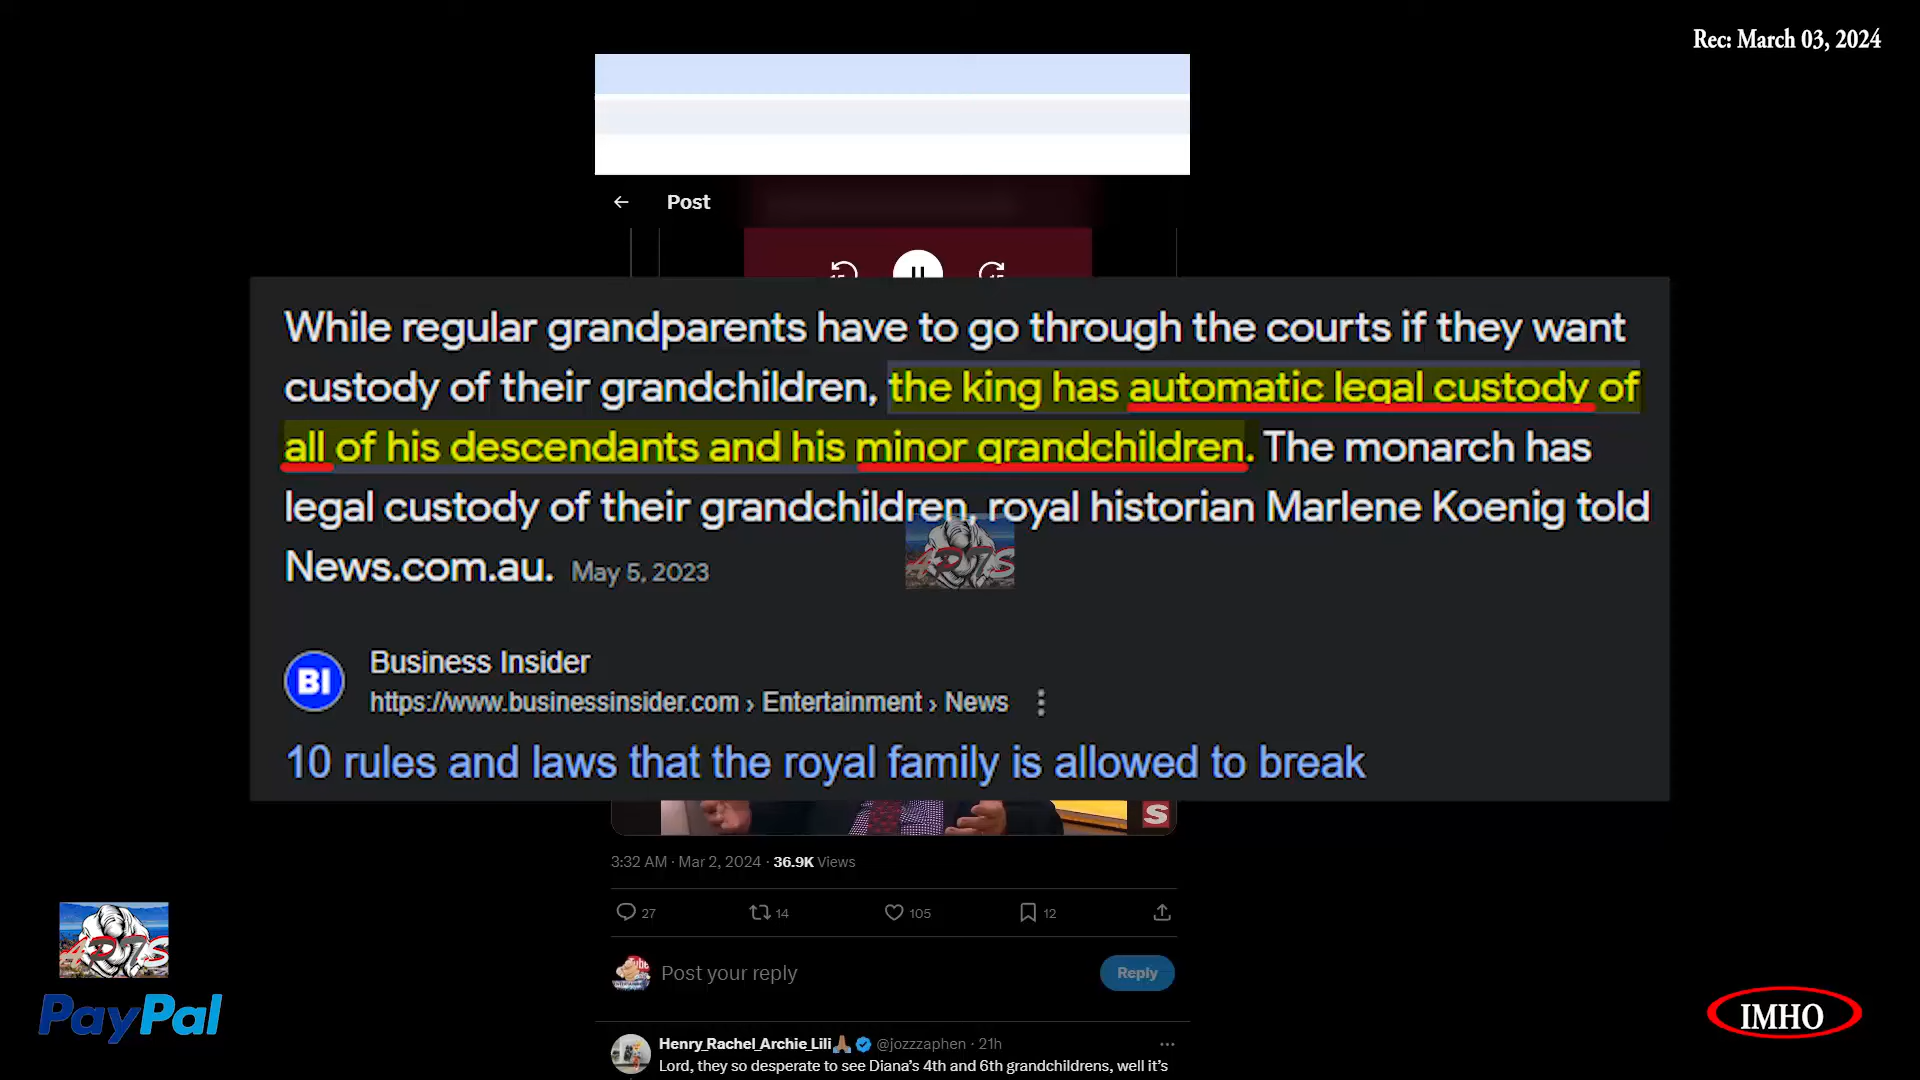 Rec: March 03, 2024
Post
While regular grandparents have to go through the courts if they want
custody of their grandchildren, the king has automatic legal custody of
all of his descendants and his minor grandchildren. The monarch has
legal custody of their grandchildren, royal historian Marlene Koenig told
News.com.au. May 5, 2023
BI
Business Insider
https://www.businessinsider.com › Entertainment › News
10 rules and laws that the royal family is allowed to break
S
3:32 AM · Mar 2, 2024 · 36.9K Views
27 14 105 12
Post your reply
Reply
PayPal
IMHO
Henry_Rachel_Archie_Lili @jozzzaphen · 21h
Lord, they so desperate to see Diana's 4th and 6th grandchildrens, well it's